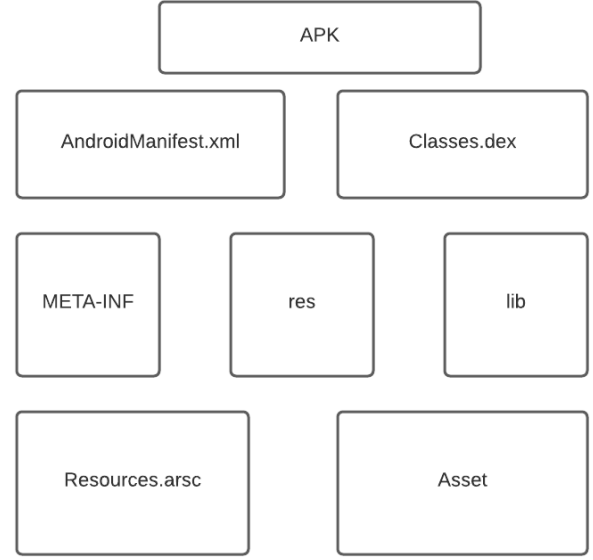 APK
AndroidManifest.xml
Classes.dex
META-INF
res
lib
Resources.arsc
Asset